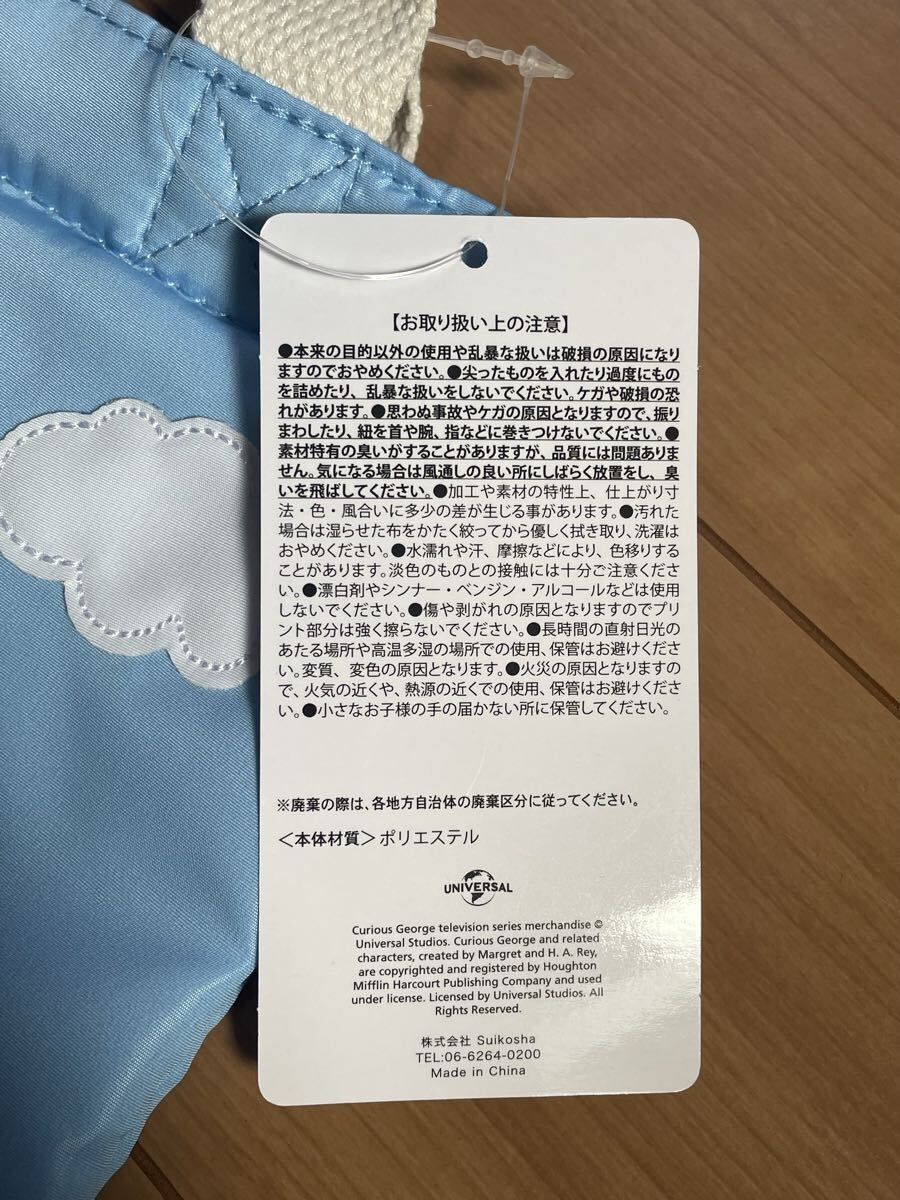 【お取り扱い上の注意】
●本来の目的以外の使用や乱暴な扱いは破損の原因になり
ますのでおやめください。●尖ったものを入れたり過度にもの
を詰めたり、乱暴な扱いをしないでください。ケガや破損の恐
れがあります。●思わぬ事故やケガの原因となりますので、振り
まわしたり、紐を首や腕、指などに巻きつけないでください。●
素材特有の臭いがすることがありますが、品質には問題ありま
せん。気になる場合は風通しの良い所にしばらく放置をし、臭
いを飛ばしてください。●加工や素材の特性上、仕上がり寸
法・色・風合いに多少の差が生じる事があります。●汚れた
場合は湿らせた布をかたく絞ってから優しく拭き取り、洗濯は
おやめください。●水濡れや汗、摩擦などにより、色移りする
ことがあります。淡色のものとの接触には十分ご注意くださ
い。●漂白剤やシンナー・ベンジン・アルコールなどは使用
しないでください。●傷や剥がれの原因となりますのでプリ
ント部分は強く擦らないでください。●長時間の直射日光の
あたる場所や高温多湿の場所での使用、保管はお避けくださ
い。変質、変色の原因となります。●火災の原因となりますの
で、火気の近くや、熱源の近くでの使用、保管はお避けくださ
い。●小さなお子様の手の届かない所に保管してください。
※廃棄の際は、各地方自治体の廃棄区分に従ってください。
＜本体材質＞ポリエステル
UNIVERSAL
Curious George television series merchandise ©
Universal Studios. Curious George and related
characters, created by Margret and H. A. Rey,
are copyrighted and registered by Houghton
Mifflin Harcourt Publishing Company and used
under license. Licensed by Universal Studios. All
Rights Reserved.
株式会社 Suikosha
TEL:06-6264-0200
Made in China